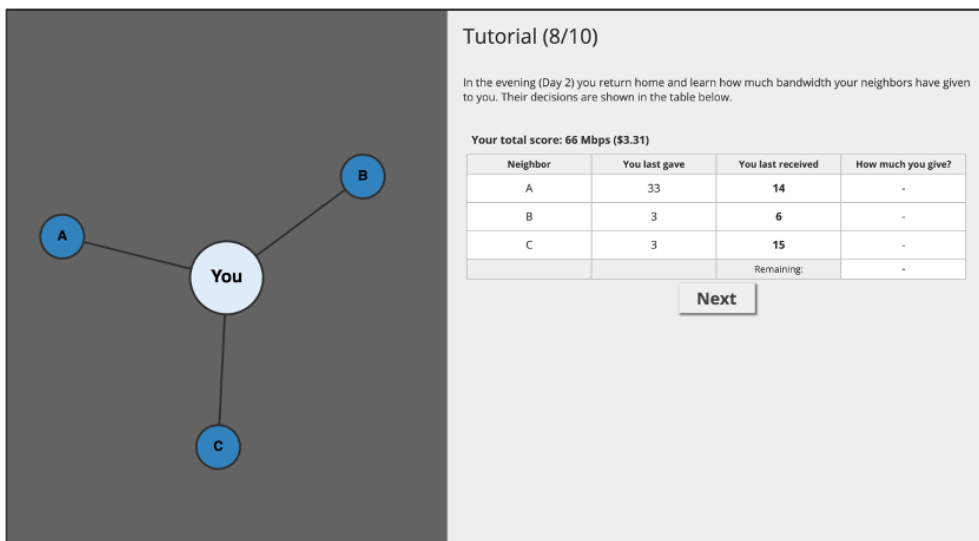 A
B
You
C
Tutorial (8/10)
In the evening (Day 2) you return home and learn how much bandwidth your neighbors have given
to you. Their decisions are shown in the table below.
Your total score: 66 Mbps ($3.31)
Neighbor You last gave You last received How much you give?
A 33 14 -
B 3 6 -
C 3 15 -
Remaining: -
Next